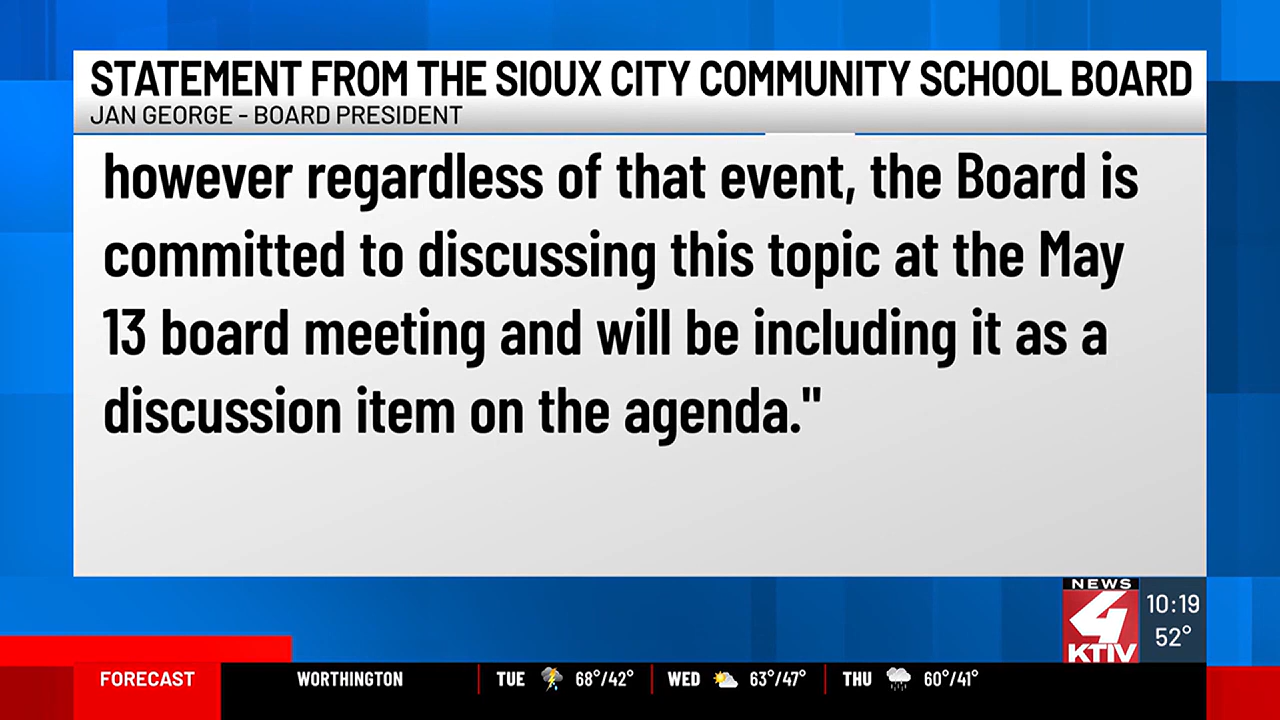 STATEMENT FROM THE SIOUX CITY COMMUNITY SCHOOL BOARD
JAN GEORGE - BOARD PRESIDENT
however regardless of that event, the Board is
committed to discussing this topic at the May
13 board meeting and will be including it as a
discussion item on the agenda."
NEWS
4
KTIV
10:19
52°
FORECAST
WORTHINGTON
TUE 68°/42°
WED 63°/47°
THU 60°/41°